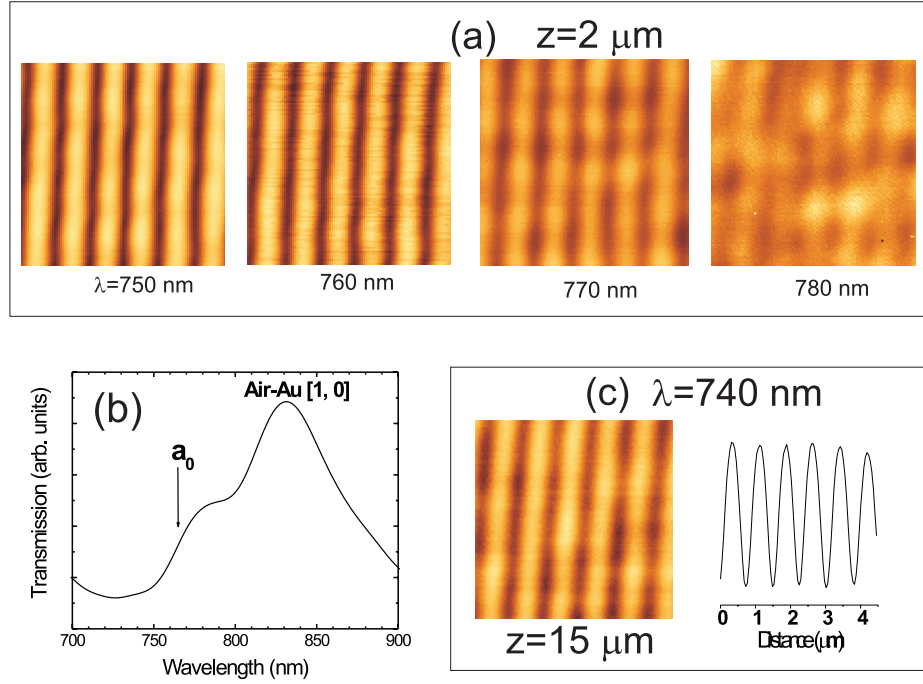 (a) z=2 μm
λ=750 nm
760 nm
770 nm
780 nm
(b)
Air-Au [1, 0]
a0
Transmission (arb. units)
700 750 800 850 900
Wavelength (nm)
(c) λ=740 nm
z=15 μm
0 1 2 3 4
Distance (μm)